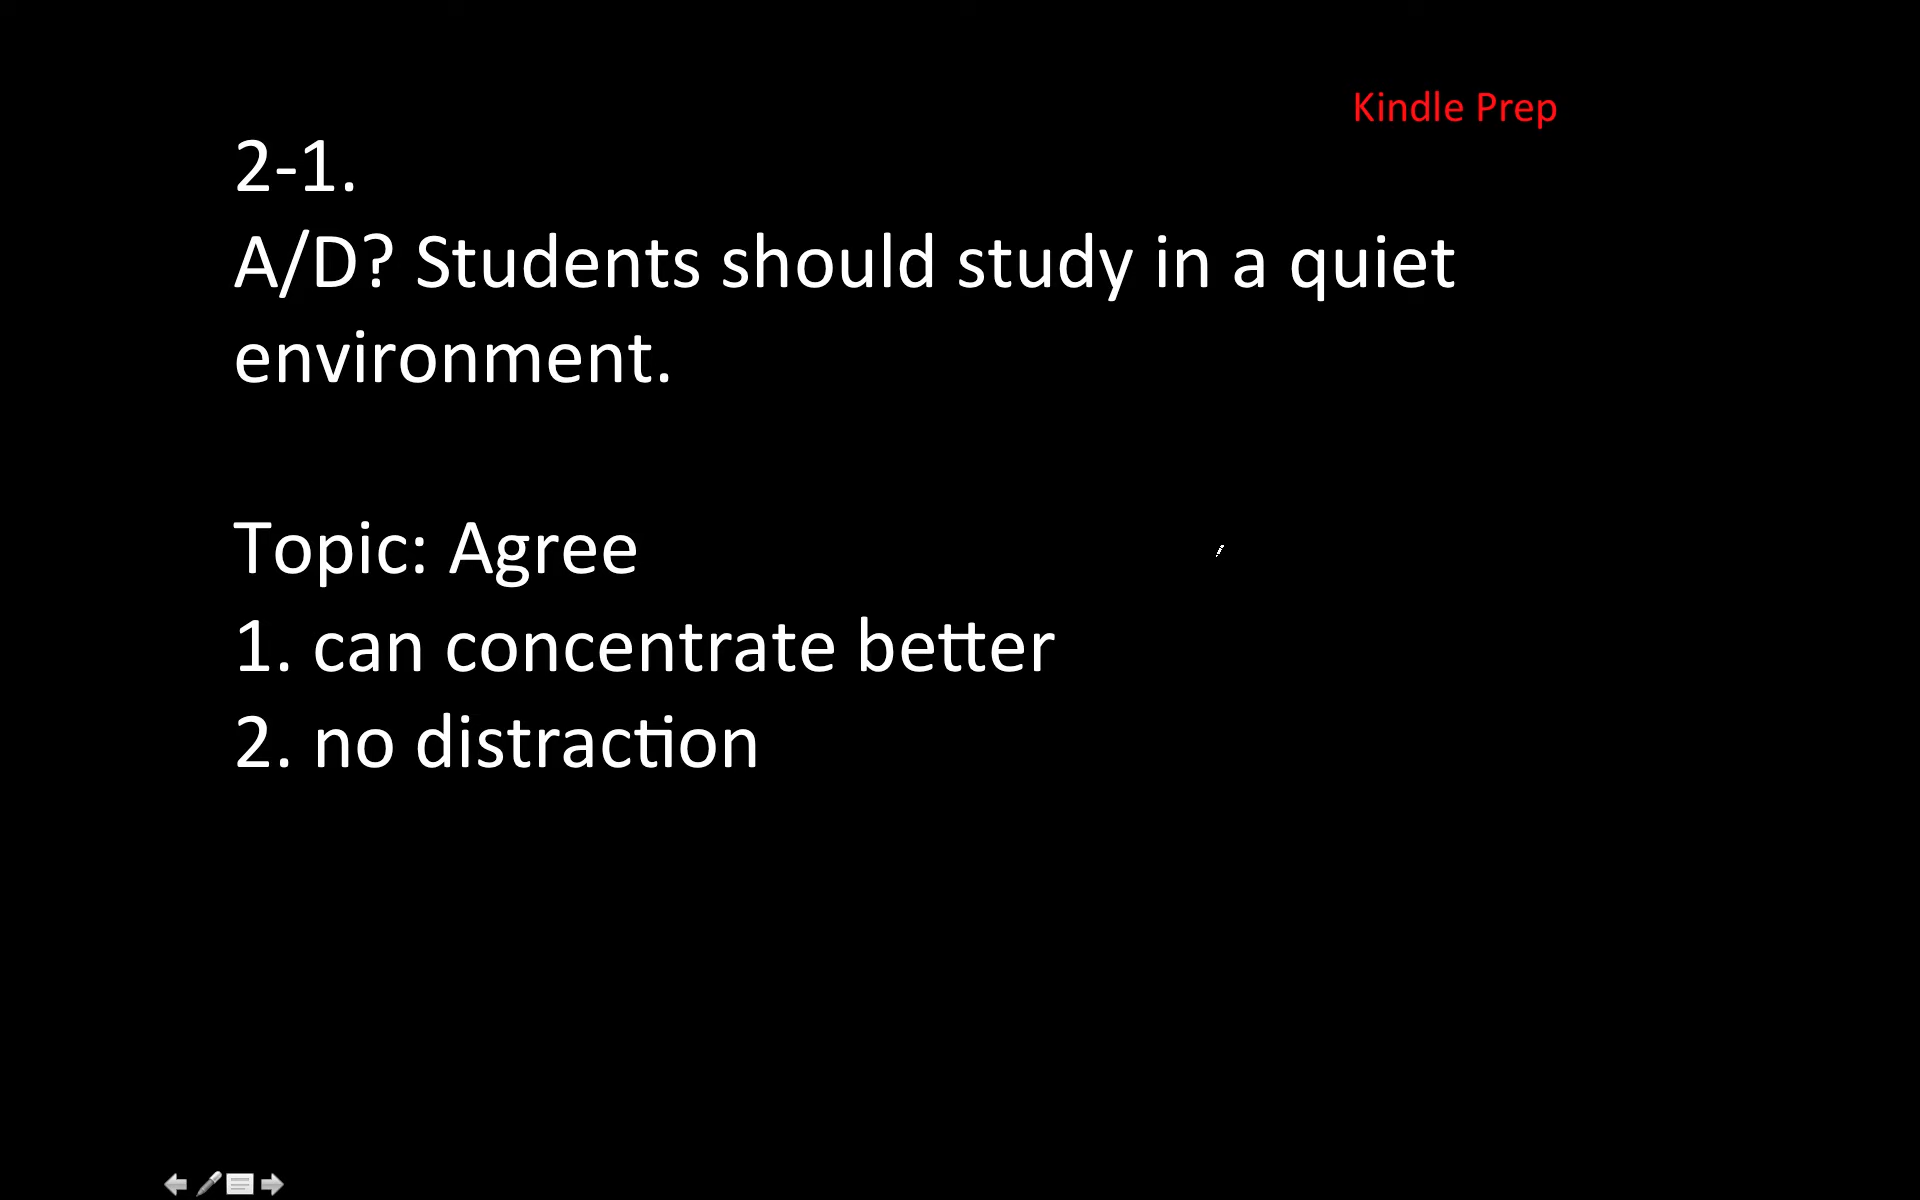 Kindle Prep
2-1.
A/D? Students should study in a quiet
environment.
Topic: Agree
1. can concentrate better
2. no distraction